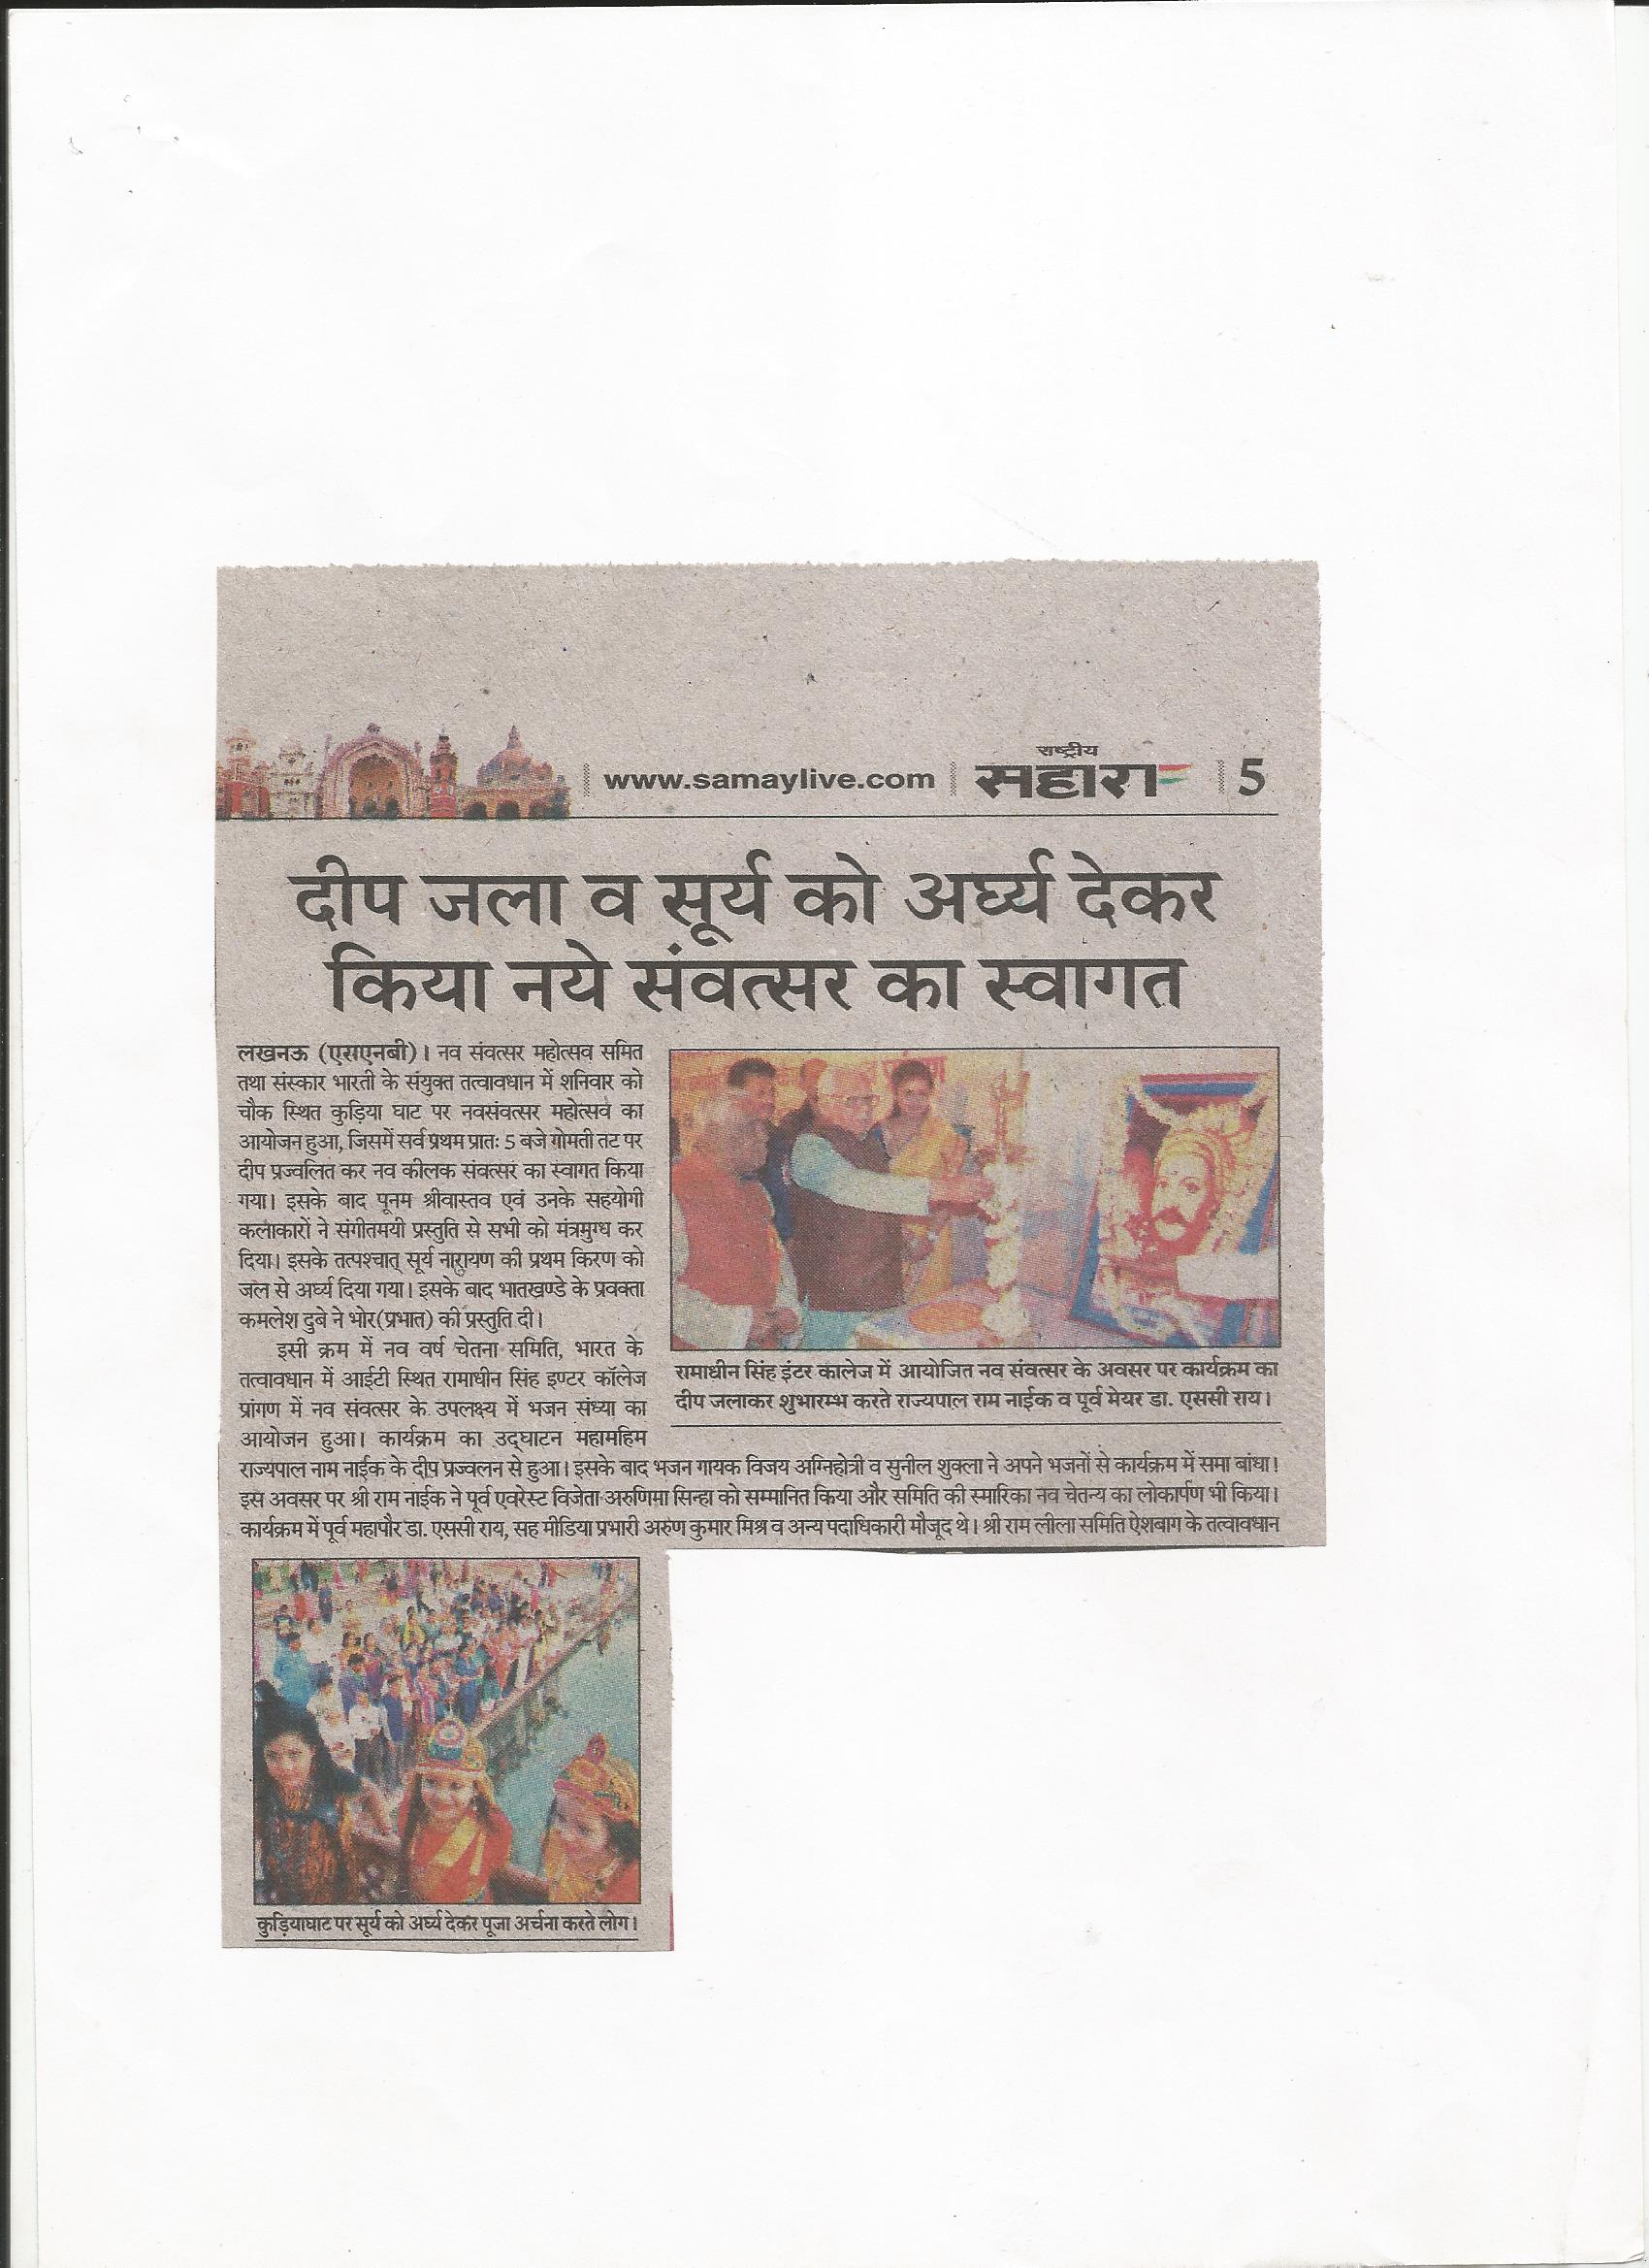 www.samaylive.com
राष्ट्रीय
सहारा
5
दीप जला व सूर्य को अर्घ्य देकर
किया नये संवत्सर का स्वागत
लखनऊ (एसएनबी)। नव संवत्सर महोत्सव समित
तथा संस्कार भारती के संयुक्त तत्वावधान में शनिवार को
चौक स्थित कुड़िया घाट पर नवसंवत्सर महोत्सव का
आयोजन हुआ, जिसमें सर्व प्रथम प्रातः 5 बजे गोमती तट पर
दीप प्रज्वलित कर नव कीलक संवत्सर का स्वागत किया
गया। इसके बाद पूनम श्रीवास्तव एवं उनके सहयोगी
कलाकारों ने संगीतमयी प्रस्तुति से सभी को मंत्रमुग्ध कर
दिया। इसके तत्पश्चात् सूर्य नारायण की प्रथम किरण को
जल से अर्घ्य दिया गया। इसके बाद भातखण्डे के प्रवक्ता
कमलेश दुबे ने भोर(प्रभात) की प्रस्तुति दी।
इसी क्रम में नव वर्ष चेतना समिति, भारत के
तत्वावधान में आईटी स्थित रामाधीन सिंह इण्टर कॉलेज
प्रांगण में नव संवत्सर के उपलक्ष्य में भजन संध्या का
आयोजन हुआ। कार्यक्रम का उद्घाटन महामहिम
राज्यपाल नाम नाईक के दीप प्रज्वलन से हुआ। इसके बाद भजन गायक विजय अग्निहोत्री व सुनील शुक्ला ने अपने भजनों से कार्यक्रम में समा बांधा।
इस अवसर पर श्री राम नाईक ने पूर्व एवरेस्ट विजेता अरुणिमा सिन्हा को सम्मानित किया और समिति की स्मारिका नव चेतन्य का लोकार्पण भी किया।
कार्यक्रम में पूर्व महापौर डा. एससी राय, सह मीडिया प्रभारी अरुण कुमार मिश्र व अन्य पदाधिकारी मौजूद थे। श्री राम लीला समिति ऐशबाग के तत्वावधान
रामाधीन सिंह इंटर कालेज में आयोजित नव संवत्सर के अवसर पर कार्यक्रम का
दीप जलाकर शुभारम्भ करते राज्यपाल राम नाईक व पूर्व मेयर डा. एससी राय।
कुड़ियाघाट पर सूर्य को अर्घ्य देकर पूजा अर्चना करते लोग।